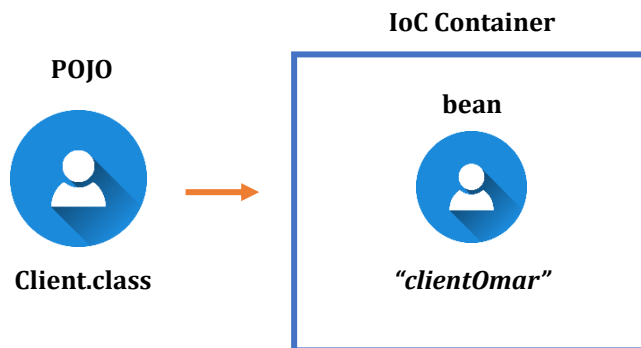 IoC Container
POJO
bean
Client.class
“clientOmar”